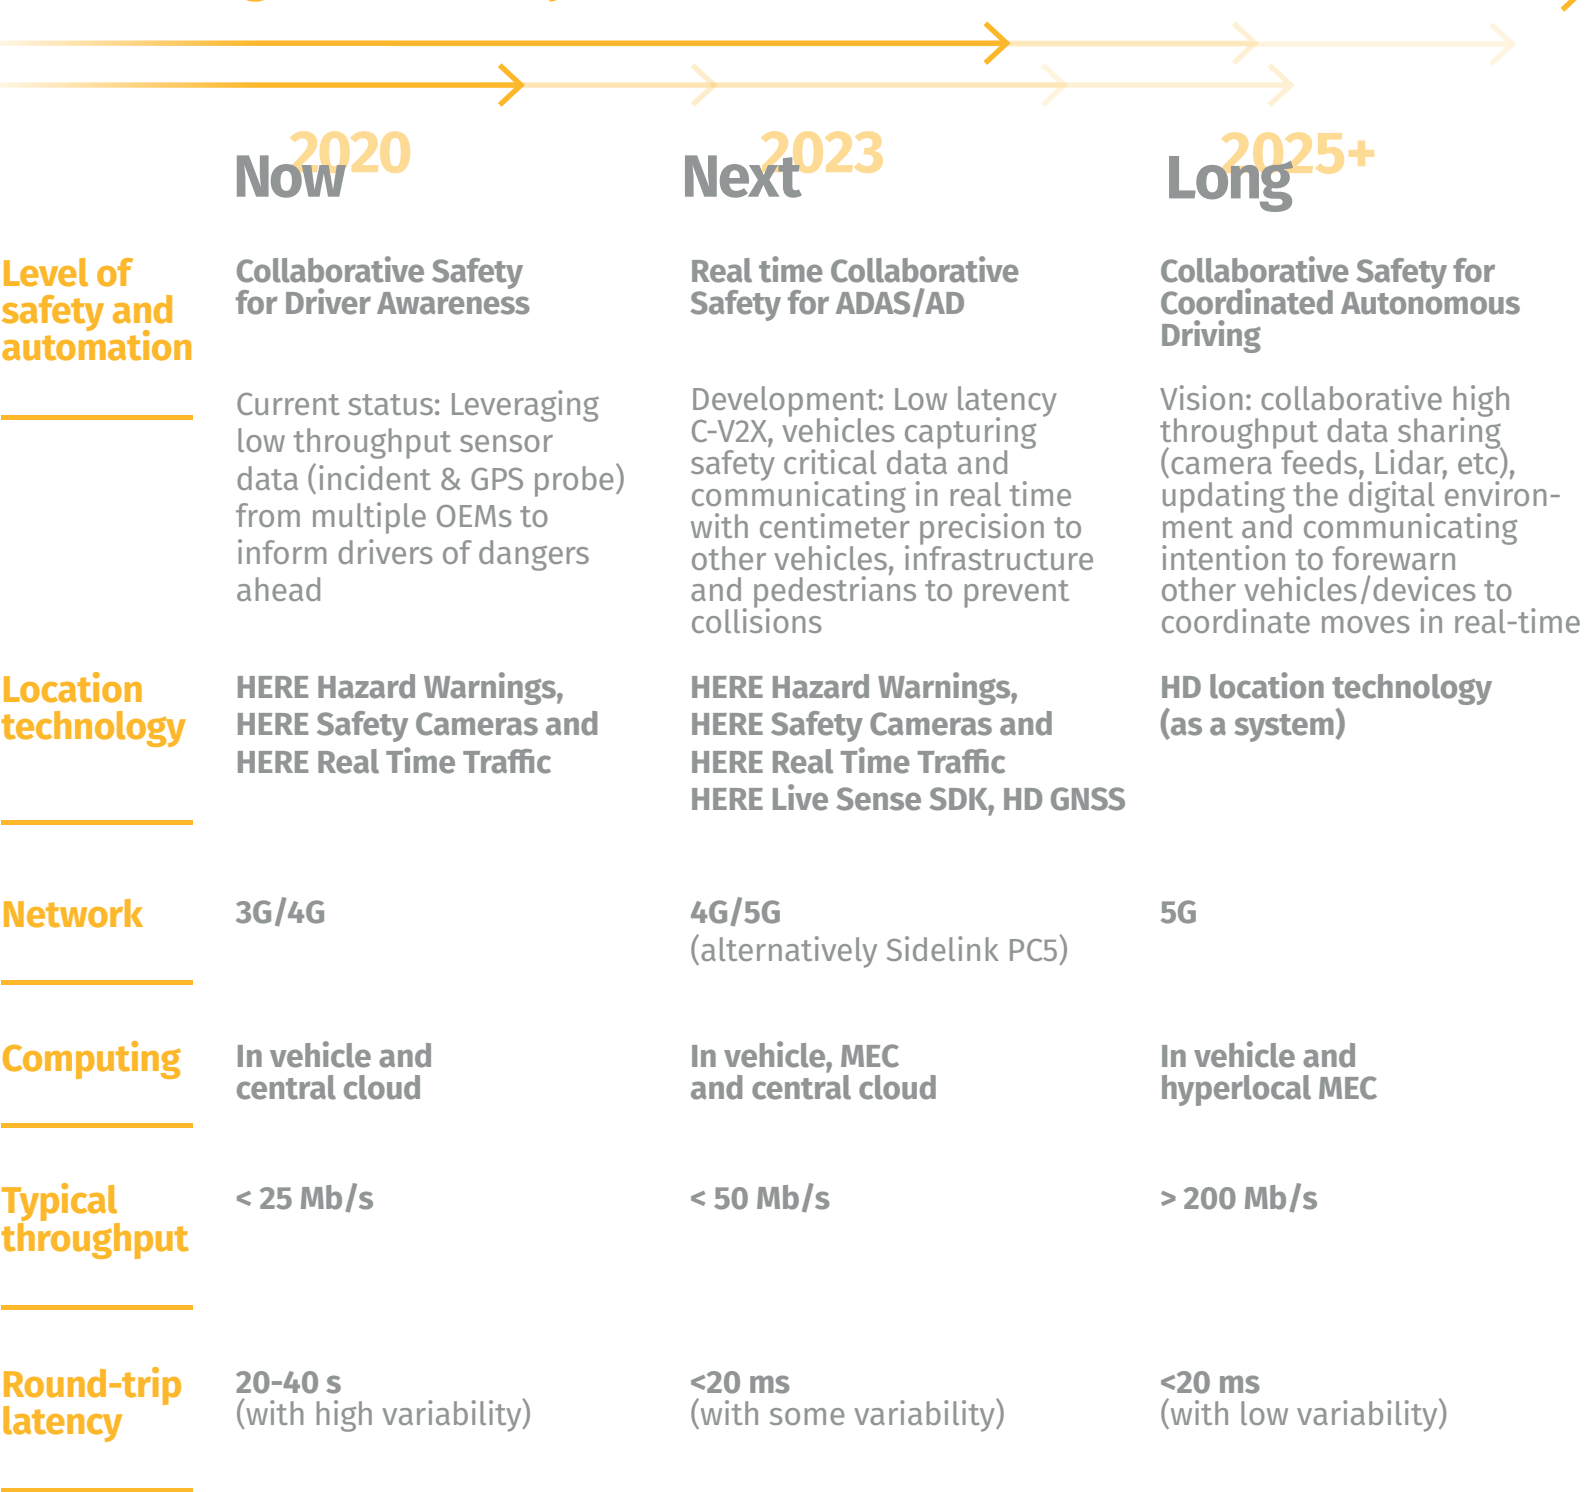 2020
Now
2023
Next
2025+
Long
Level of
safety and
automation
Collaborative Safety
for Driver Awareness
Current status: Leveraging
low throughput sensor
data (incident & GPS probe)
from multiple OEMs to
inform drivers of dangers
ahead
Real time Collaborative
Safety for ADAS/AD
Development: Low latency
C-V2X, vehicles capturing
safety critical data and
communicating in real time
with centimeter precision to
other vehicles, infrastructure
and pedestrians to prevent
collisions
Collaborative Safety for
Coordinated Autonomous
Driving
Vision: collaborative high
throughput data sharing
(camera feeds, Lidar, etc),
updating the digital environ-
ment and communicating
intention to forewarn
other vehicles/devices to
coordinate moves in real-time
Location
technology
HERE Hazard Warnings,
HERE Safety Cameras and
HERE Real Time Traffic
HERE Hazard Warnings,
HERE Safety Cameras and
HERE Real Time Traffic
HERE Live Sense SDK, HD GNSS
HD location technology
(as a system)
Network
3G/4G
4G/5G
(alternatively Sidelink PC5)
5G
Computing
In vehicle and
central cloud
In vehicle, MEC
and central cloud
In vehicle and
hyperlocal MEC
Typical
throughput
< 25 Mb/s
< 50 Mb/s
> 200 Mb/s
Round-trip
latency
20-40 s
(with high variability)
<20 ms
(with some variability)
<20 ms
(with low variability)